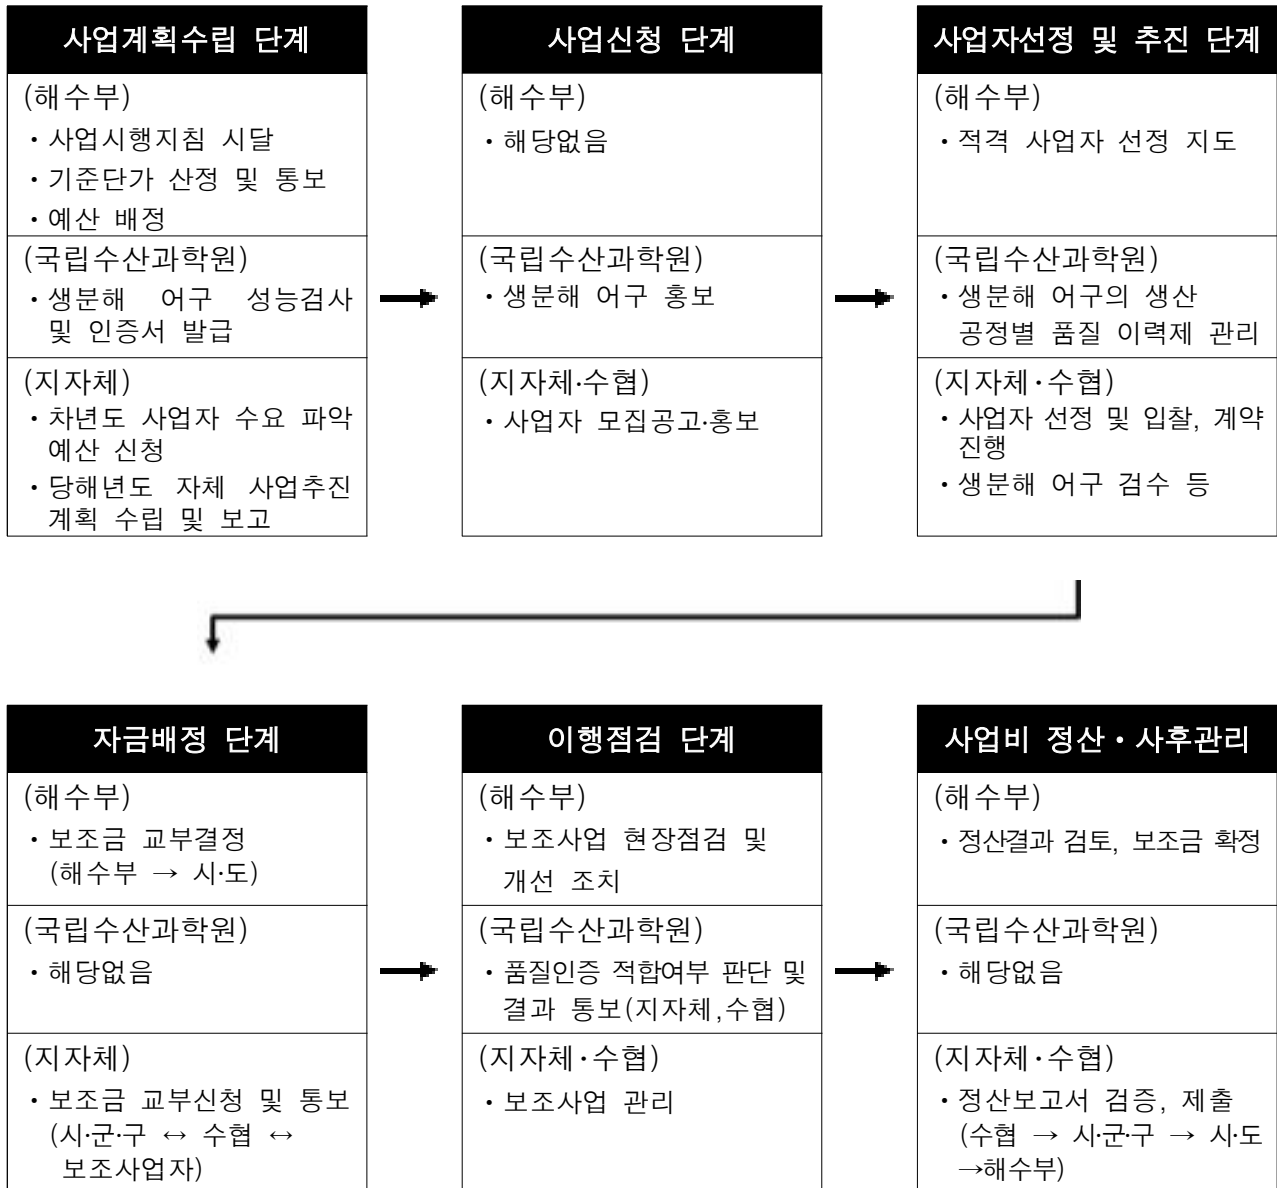 사업계획수립 단계
(해수부)
· 사업시행지침 시달
· 기준단가 산정 및 통보
· 예산 배정
(국립수산과학원)
· 생분해 어구 성능검사
및 인증서 발급
(지자체)
· 차년도 사업자 수요 파악
예산 신청
· 당해년도 자체 사업추진
계획 수립 및 보고
사업신청 단계
(해수부)
· 해당없음
(국립수산과학원)
· 생분해 어구 홍보
(지자체·수협)
· 사업자 모집공고·홍보
사업자선정 및 추진 단계
(해수부)
· 적격 사업자 선정 지도
(국립수산과학원)
· 생분해 어구의 생산
공정별 품질 이력제 관리
(지자체·수협)
· 사업자 선정 및 입찰, 계약
진행
· 생분해 어구 검수 등
자금배정 단계
(해수부)
· 보조금 교부결정
(해수부 → 시·도)
(국립수산과학원)
· 해당없음
(지자체)
· 보조금 교부신청 및 통보
(시·군·구 ↔ 수협 ↔
보조사업자)
이행점검 단계
(해수부)
· 보조사업 현장점검 및
개선 조치
(국립수산과학원)
· 품질인증 적합여부 판단 및
결과 통보(지자체,수협)
(지자체·수협)
· 보조사업 관리
사업비 정산·사후관리
(해수부)
· 정산결과 검토, 보조금 확정
(국립수산과학원)
· 해당없음
(지자체·수협)
· 정산보고서 검증, 제출
(수협 → 시·군·구 → 시·도
→해수부)